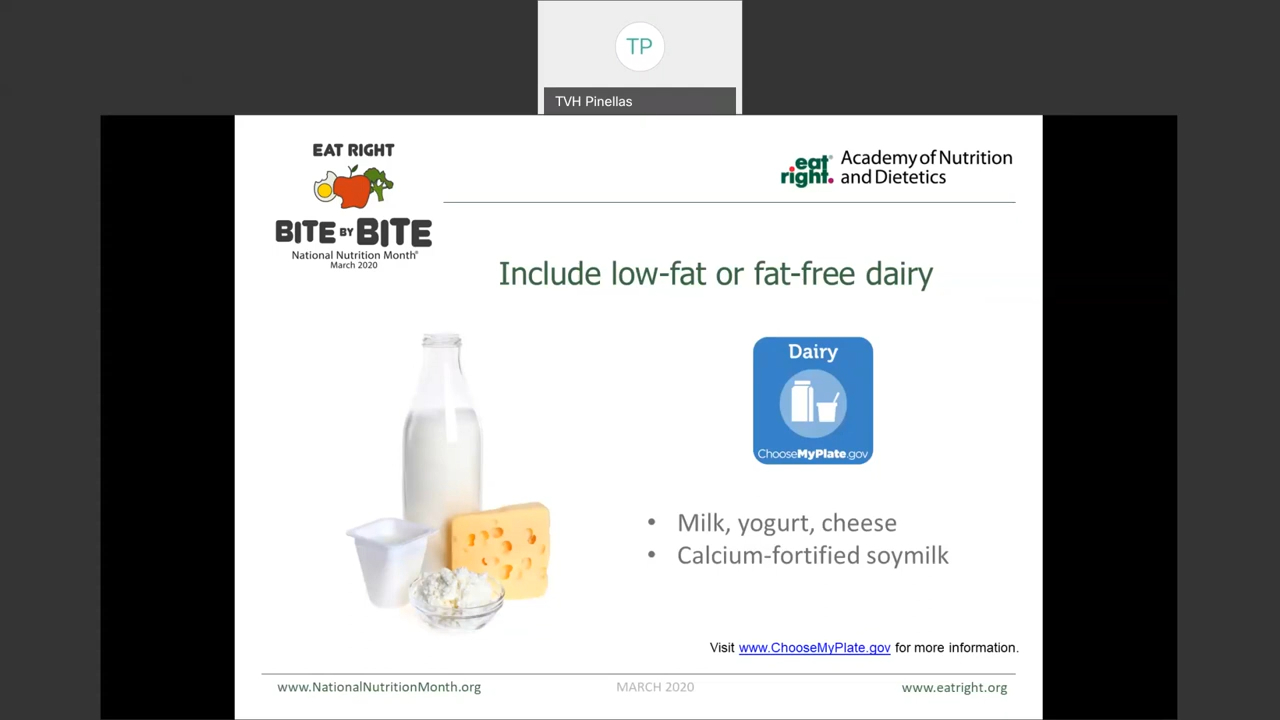 TP
TVH Pinellas
EAT RIGHT
BITE BY BITE
National Nutrition Month®
March 2020
eat right.® Academy of Nutrition
and Dietetics
Include low-fat or fat-free dairy
Dairy
ChooseMyPlate.gov
• Milk, yogurt, cheese
• Calcium-fortified soymilk
Visit www.ChooseMyPlate.gov for more information.
www.NationalNutritionMonth.org
MARCH 2020
www.eatright.org